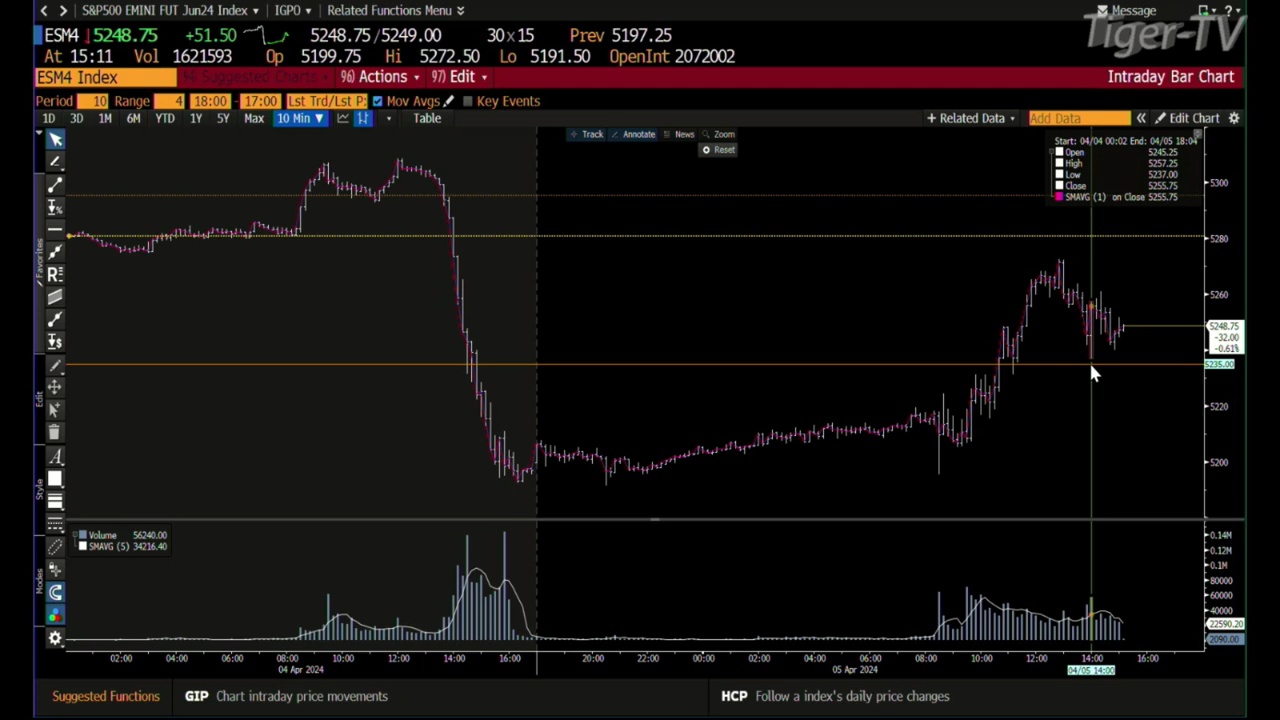 S&P500 EMINI FUT Jun24 Index ▾ IGPO ▾ Related Functions Menu Message
Tiger-TV
ESM4 ↓5248.75 +51.50 5248.75/5249.00 30×15 Prev 5197.25
At 15:11 Vol 1621593 Op 5199.75 Hi 5272.50 Lo 5191.50 OpenInt 2072002
ESM4 Index 94) Suggested Charts 96) Actions ▾ 97) Edit ▾ Intraday Bar Chart
Period 10 Range 4 18:00 - 17:00 Lst Trd/Lst P: Mov Avgs Key Events
1D 3D 1M 6M YTD 1Y 5Y Max 10 Min ▼ Table + Related Data ▾ Add Data « Edit Chart
Track Annotate News Zoom
Reset
Start: 04/04 00:02 End: 04/05 18:04
Open 5245.25
High 5257.25
Low 5237.00
Close 5255.75
SMAVG (1) on Close 5255.75
5300
5280
5260
5248.75
-32.00
-0.61%
5235.00
5220
5200
Favorites
Edit
Style
Modes
Volume 56240.00
SMAVG (5) 34216.40
0.14M
0.12M
0.1M
80000
60000
40000
22590.20
2090.00
02:00 04:00 06:00 08:00 10:00 12:00 14:00 16:00 20:00 22:00 00:00 02:00 04:00 06:00 08:00 10:00 12:00 14:00 16:00
04 Apr 2024 05 Apr 2024 04/05 14:00
Suggested Functions GIP Chart intraday price movements HCP Follow a index's daily price changes